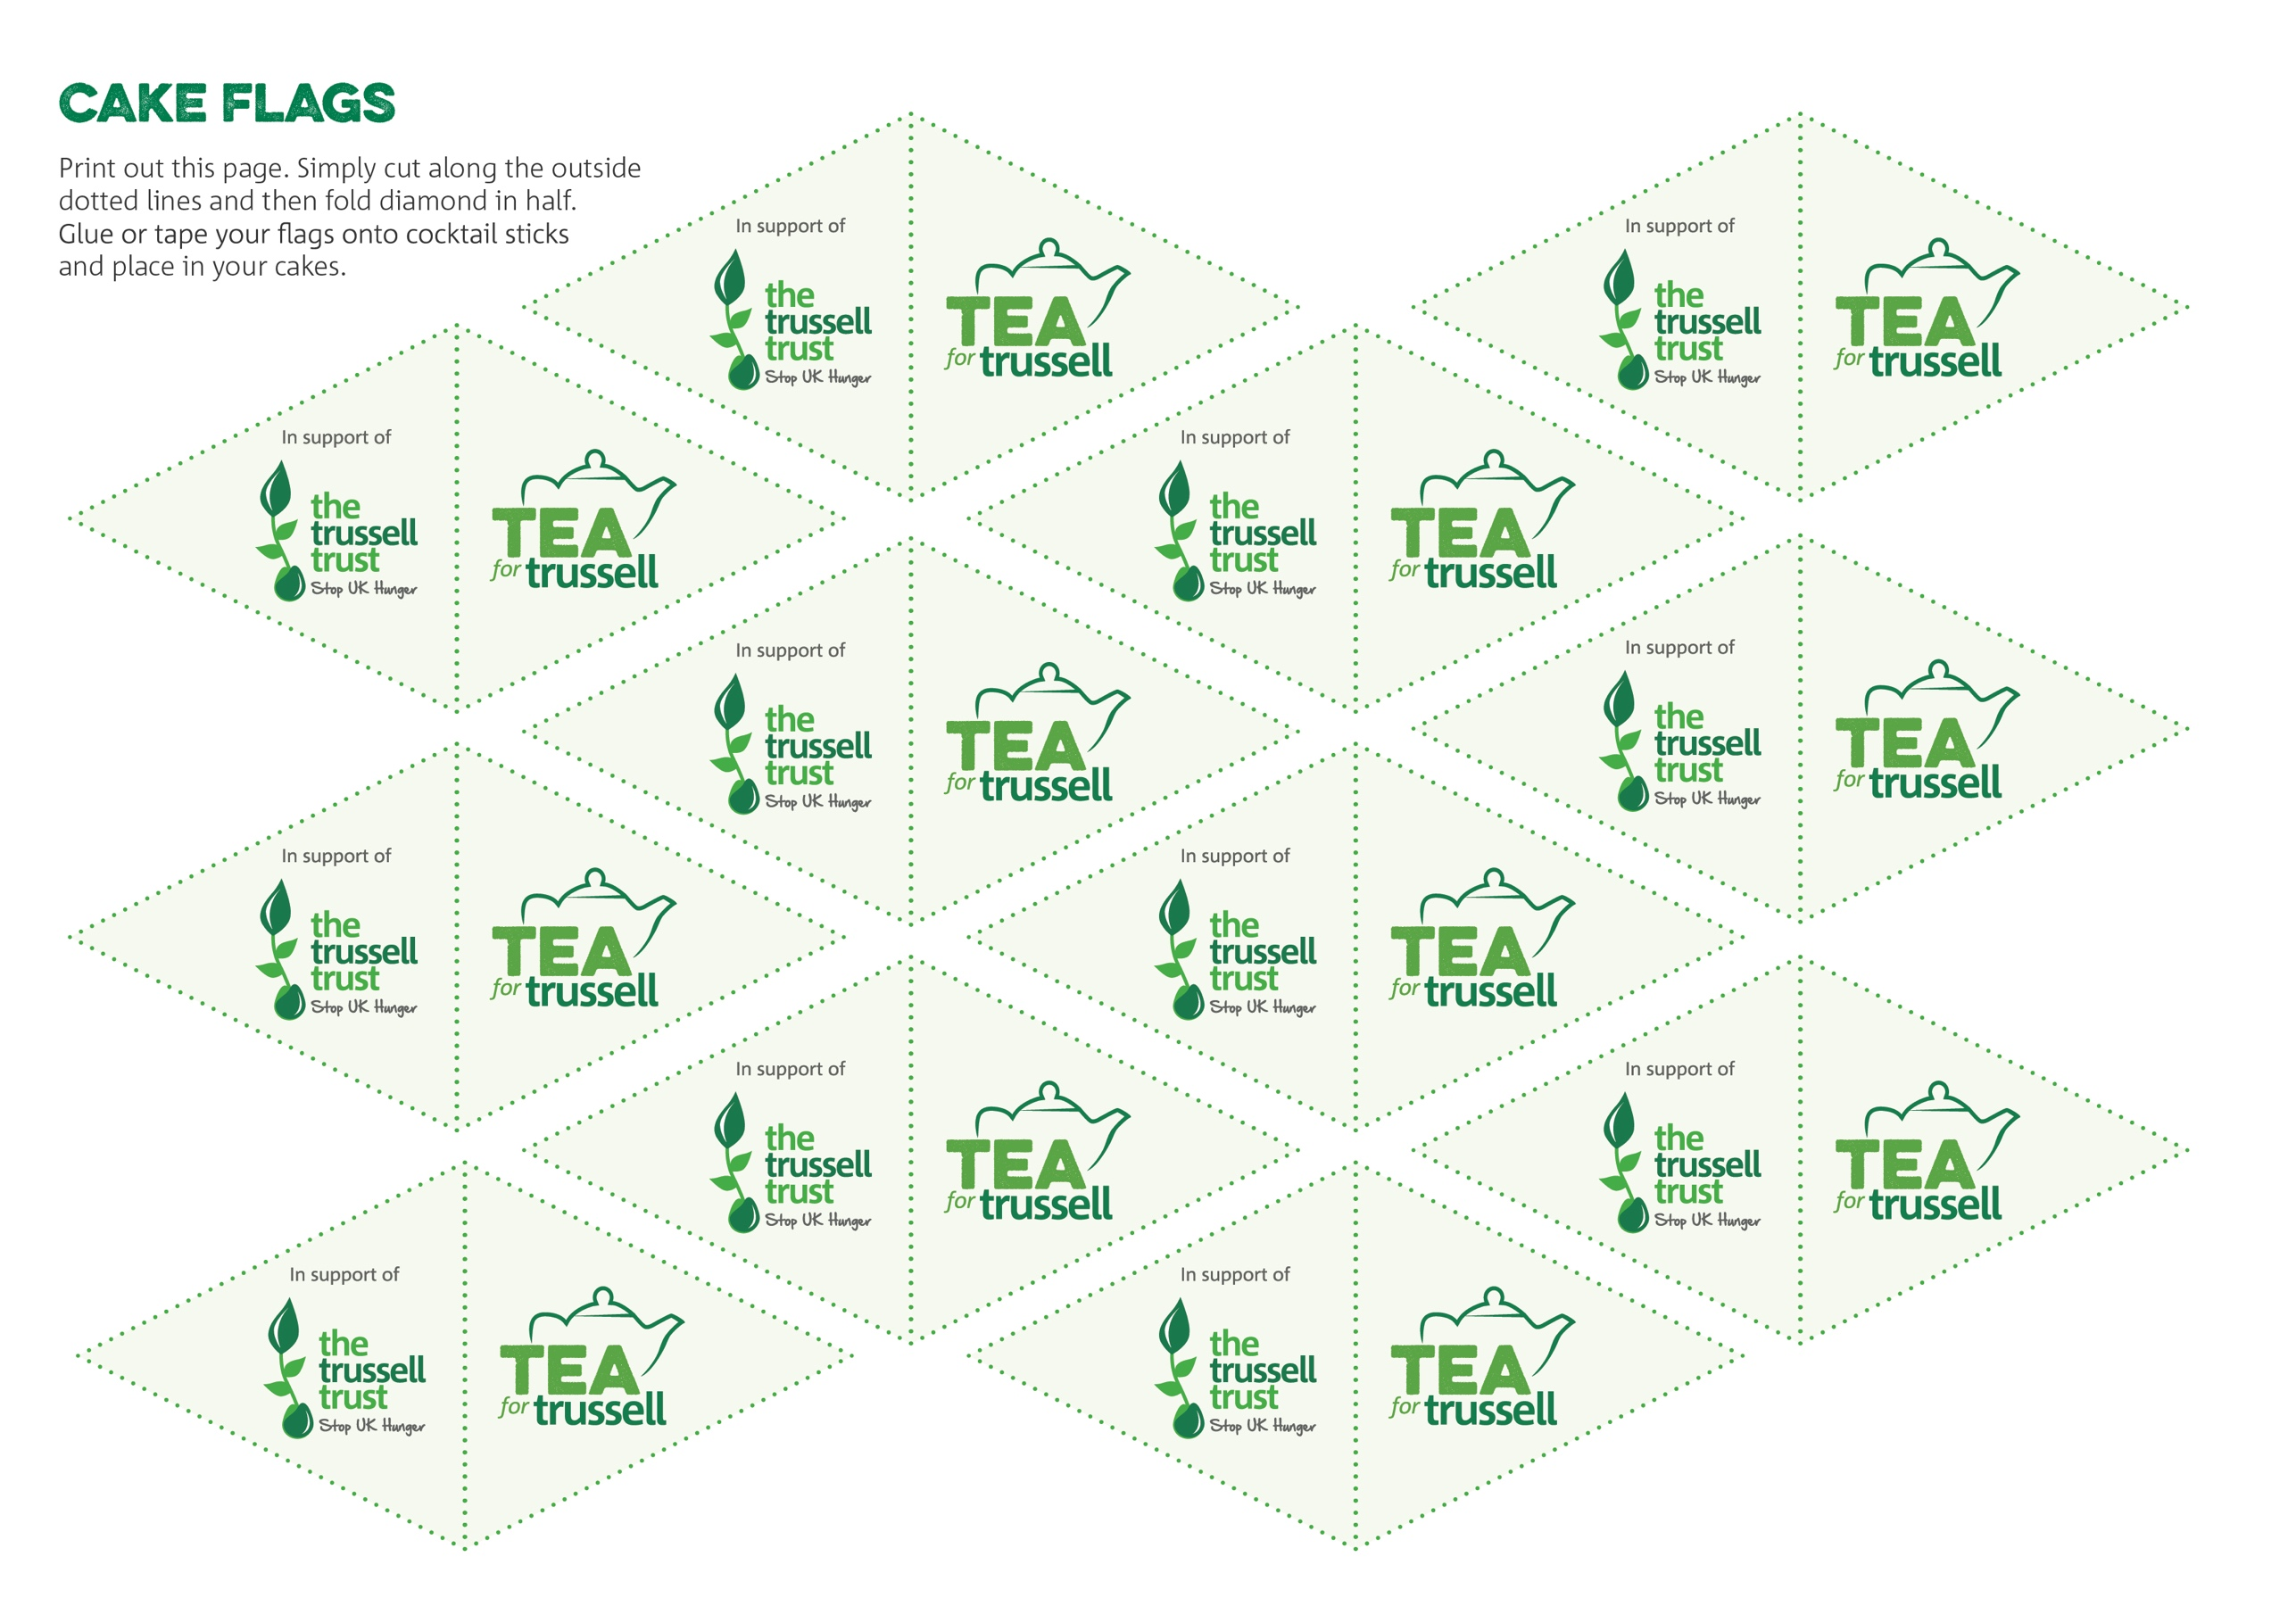 CAKE FLAGS
Print out this page. Simply cut along the outside
dotted lines and then fold diamond in half.
Glue or tape your flags onto cocktail sticks
and place in your cakes.
In support of
the
trussell
trust
Stop UK Hunger
TEA
for trussell
In support of
the
trussell
trust
Stop UK Hunger
TEA
for trussell
In support of
the
trussell
trust
Stop UK Hunger
TEA
for trussell
In support of
the
trussell
trust
Stop UK Hunger
TEA
for trussell
In support of
the
trussell
trust
Stop UK Hunger
TEA
for trussell
In support of
the
trussell
trust
Stop UK Hunger
TEA
for trussell
In support of
the
trussell
trust
Stop UK Hunger
TEA
for trussell
In support of
the
trussell
trust
Stop UK Hunger
TEA
for trussell
In support of
the
trussell
trust
Stop UK Hunger
TEA
for trussell
In support of
the
trussell
trust
Stop UK Hunger
TEA
for trussell
In support of
the
trussell
trust
Stop UK Hunger
TEA
for trussell
In support of
the
trussell
trust
Stop UK Hunger
TEA
for trussell